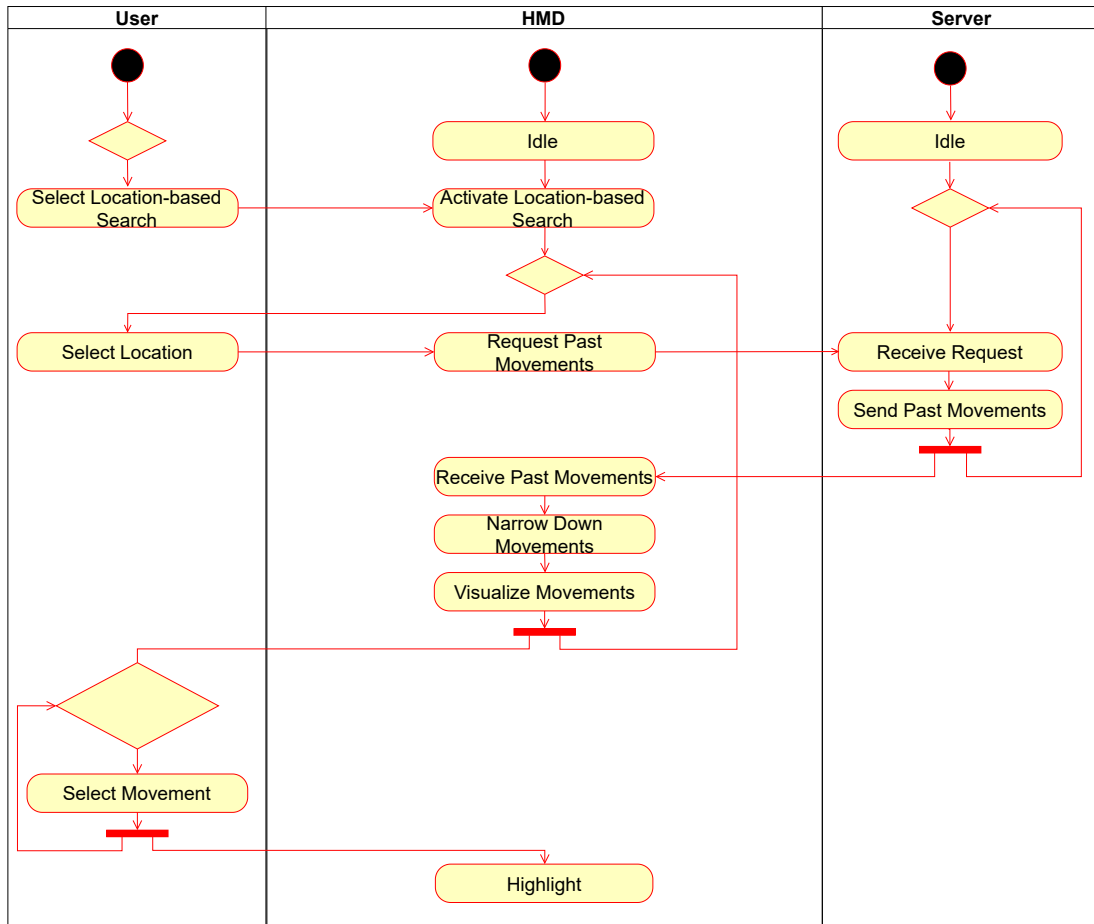 User
HMD
Server
Idle
Idle
Select Location-based
Search
Activate Location-based
Search
Select Location
Request Past
Movements
Receive Request
Send Past Movements
Receive Past Movements
Narrow Down
Movements
Visualize Movements
Select Movement
Highlight